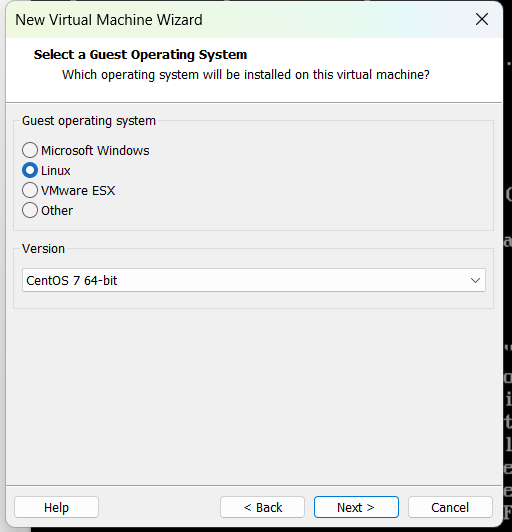 New Virtual Machine Wizard
Select a Guest Operating System
Which operating system will be installed on this virtual machine?
Guest operating system
Microsoft Windows
Linux
VMware ESX
Other
Version
CentOS 7 64-bit
Help
< Back
Next >
Cancel